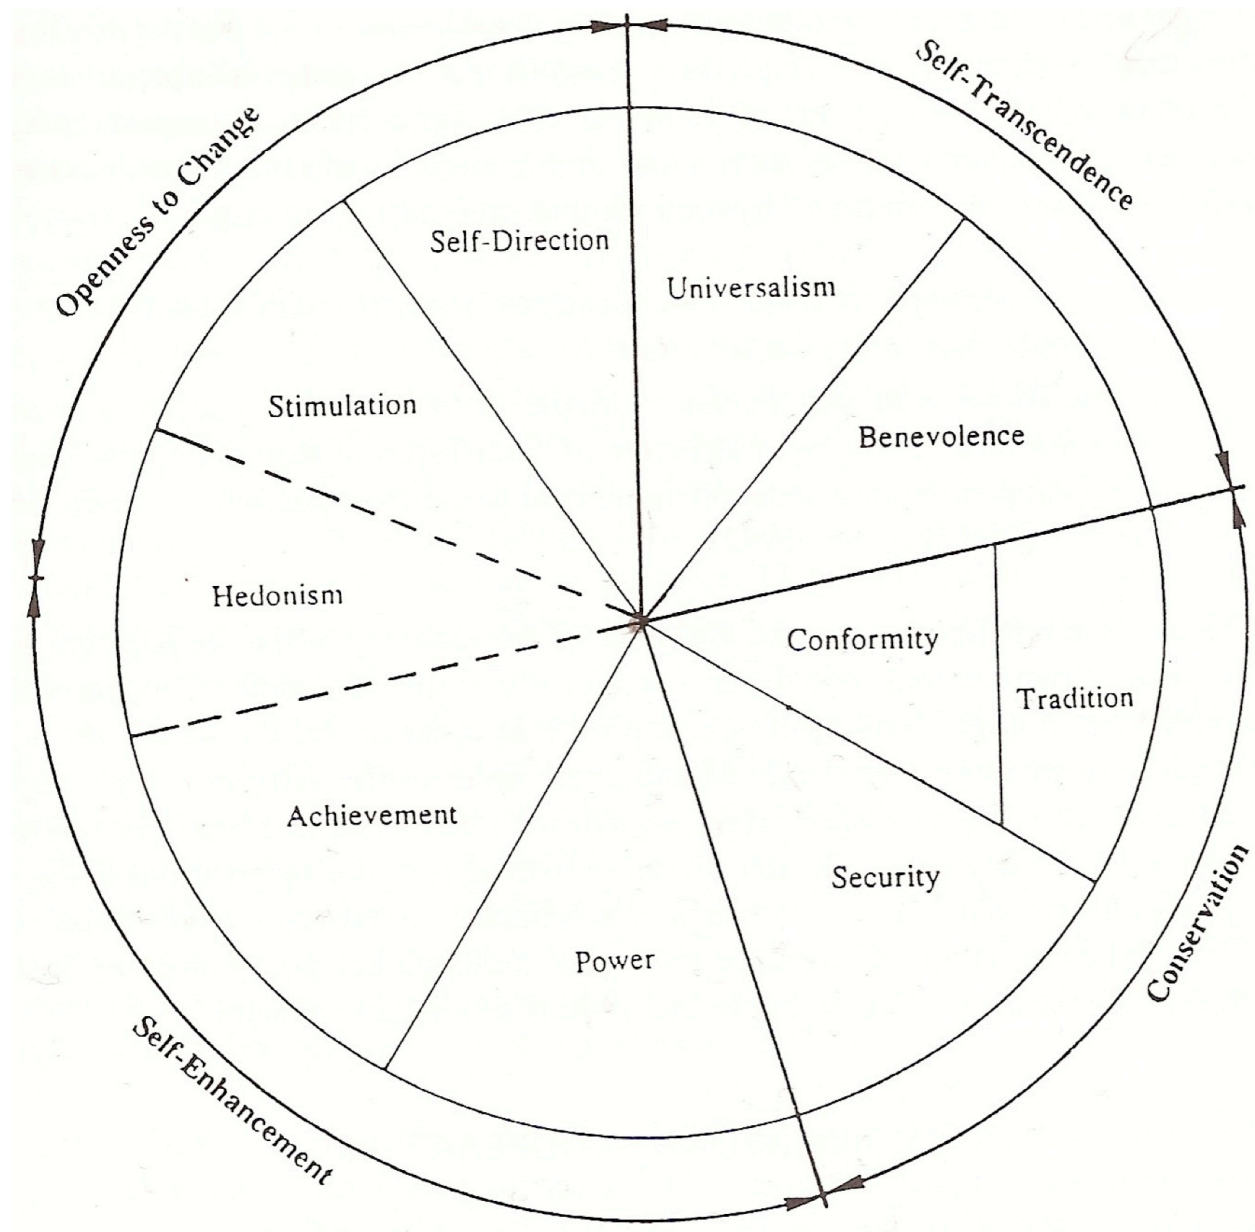 Self-Transcendence
Openness to Change
Self-Direction
Universalism
Stimulation
Benevolence
Hedonism
Conformity
Tradition
Achievement
Security
Power
Conservation
Self-Enhancement